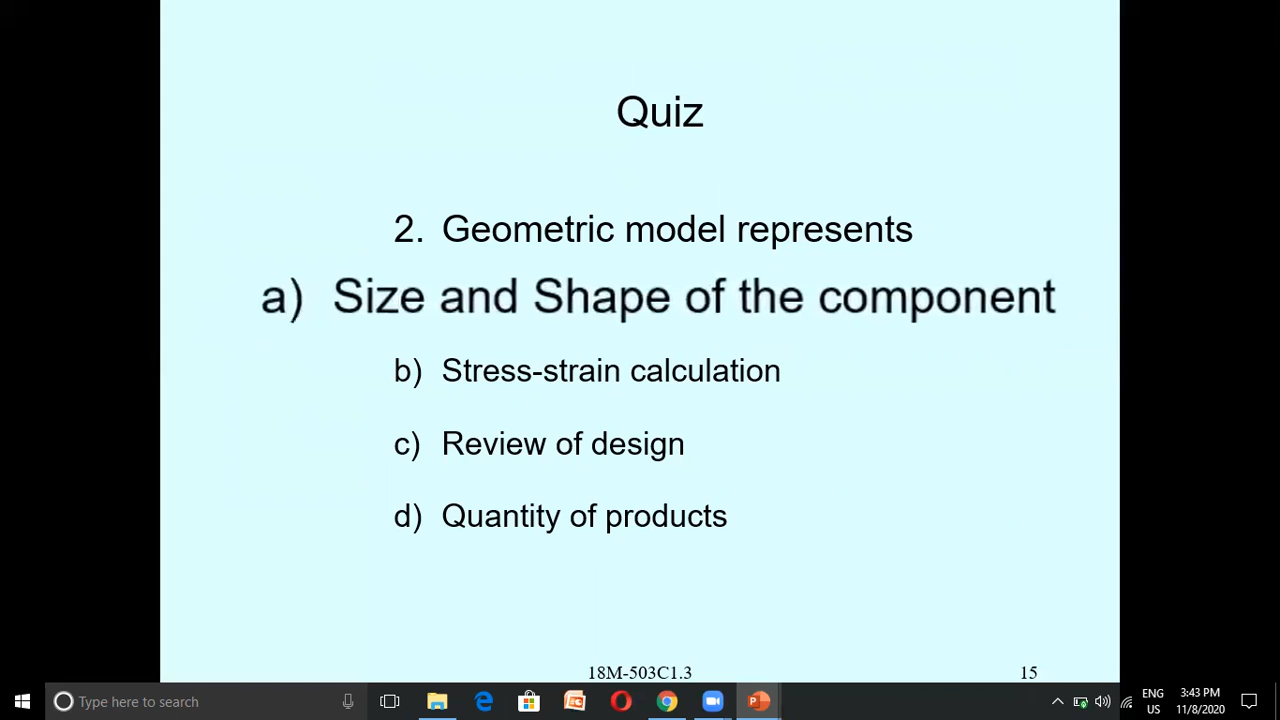 Quiz
2. Geometric model represents
a) Size and Shape of the component
b) Stress-strain calculation
c) Review of design
d) Quantity of products
18M-503C1.3
15
Type here to search
ENG
US
3:43 PM
11/8/2020